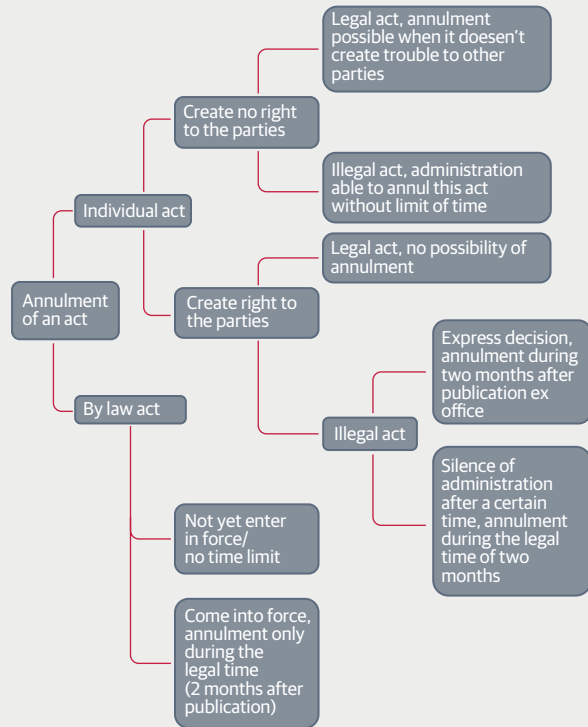 Legal act, annulment
possible when it doesen't
create trouble to other
parties
Create no right
to the parties
Illegal act, administration
able to annul this act
without limit of time
Individual act
Legal act, no possibility of
annulment
Annulment
of an act
Create right to
the parties
Express decision,
annulment during
two months after
publication ex
office
By law act
Illegal act
Silence of
administration
after a certain
time, annulment
during the legal
time of two
months
Not yet enter
in force/
no time limit
Come into force,
annulment only
during the
legal time
(2 months after
publication)